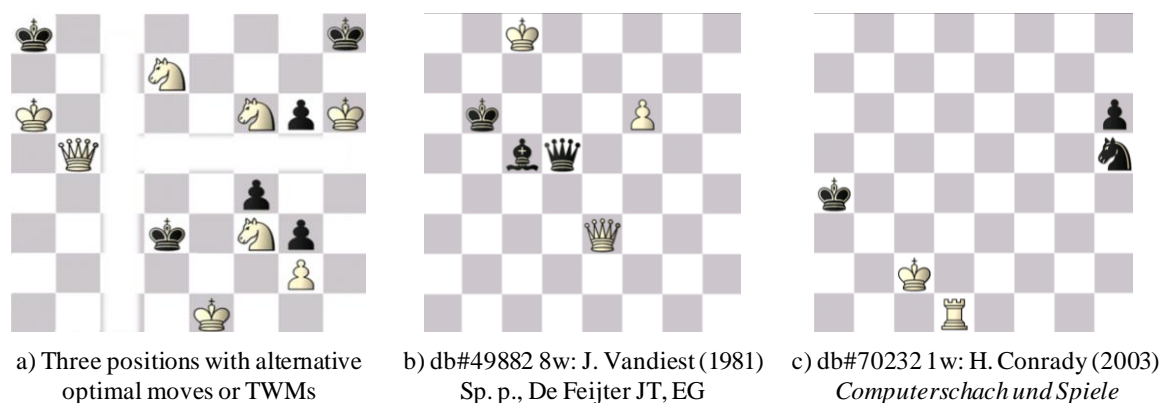 a) Three positions with alternative
optimal moves or TWMs
b) db#49882 8w: J. Vandiest (1981)
Sp. p., De Feijter JT, EG
c) db#70232 1w: H. Conrady (2003)
Computerschach und Spiele